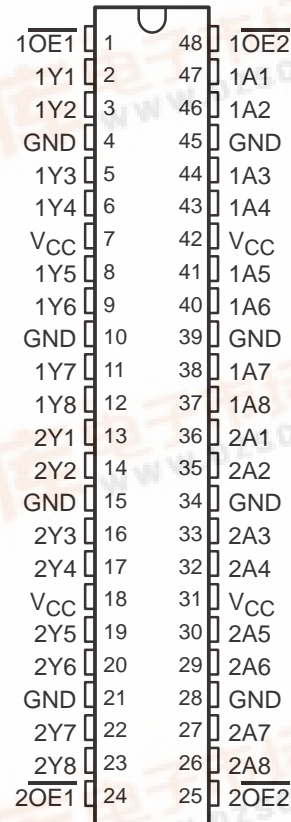 1OE1 1 48 1OE2
1Y1 2 47 1A1
1Y2 3 46 1A2
GND 4 45 GND
1Y3 5 44 1A3
1Y4 6 43 1A4
VCC 7 42 VCC
1Y5 8 41 1A5
1Y6 9 40 1A6
GND 10 39 GND
1Y7 11 38 1A7
1Y8 12 37 1A8
2Y1 13 36 2A1
2Y2 14 35 2A2
GND 15 34 GND
2Y3 16 33 2A3
2Y4 17 32 2A4
VCC 18 31 VCC
2Y5 19 30 2A5
2Y6 20 29 2A6
GND 21 28 GND
2Y7 22 27 2A7
2Y8 23 26 2A8
2OE1 24 25 2OE2